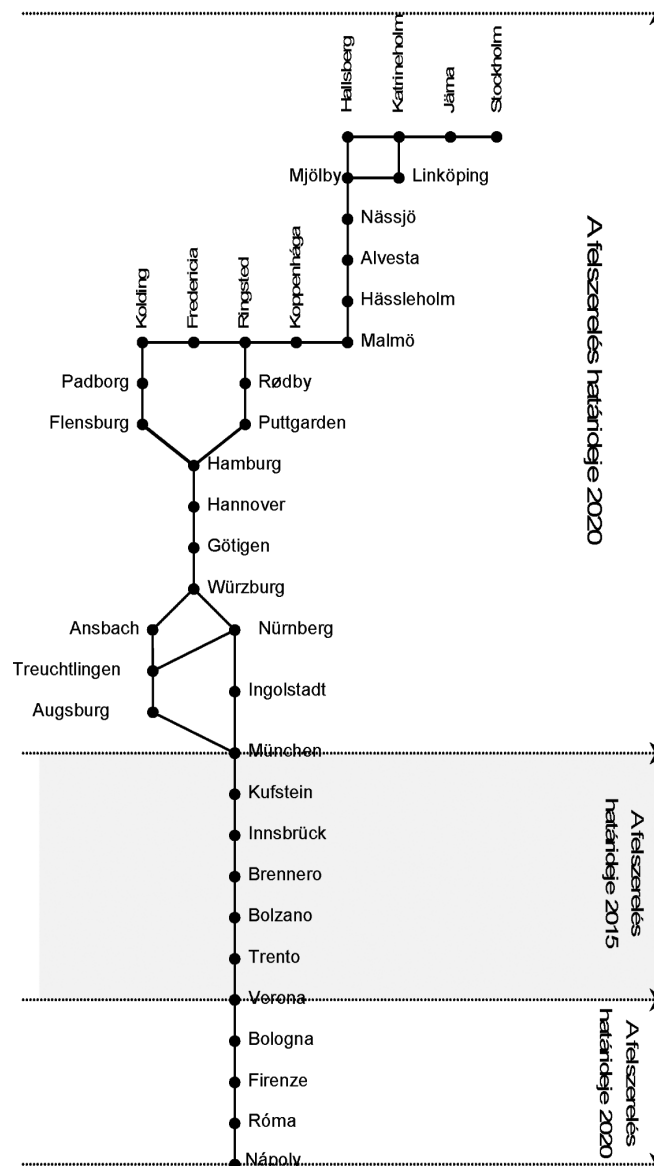 Hallsberg
Katrineholm
Järna
Stockholm
Mjölby
Linköping
Nässjö
Alvesta
Hässleholm
Malmö
Kolding
Fredericia
Ringsted
Koppenhága
Padborg
Rødby
Flensburg
Puttgarden
Hamburg
Hannover
Götigen
Würzburg
Ansbach
Nürnberg
Treuchtlingen
Ingolstadt
Augsburg
München
Kufstein
Innsbrück
Brennero
Bolzano
Trento
Verona
Bologna
Firenze
Róma
Nápoly
A felszerelés határideje 2020
A felszerelés
határideje 2015
A felszerelés
határideje 2020